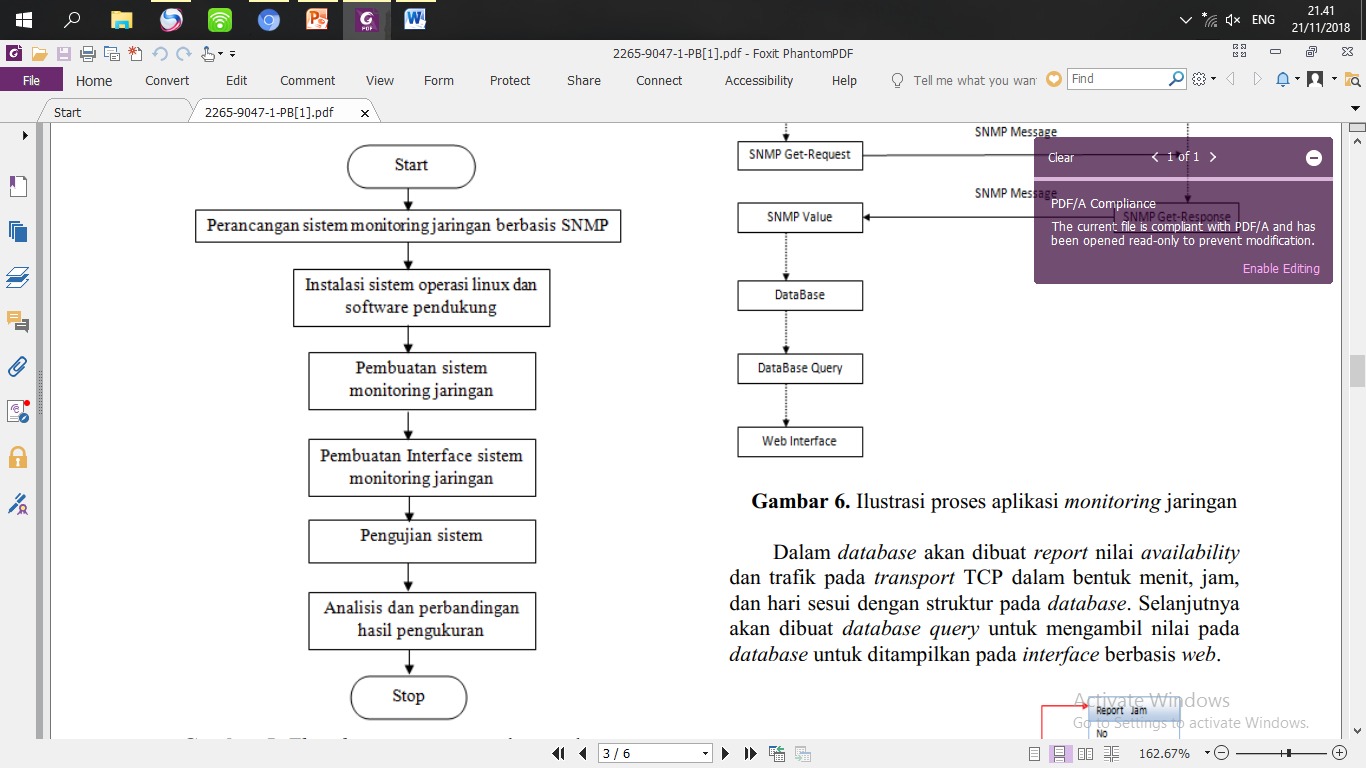 21.41
ENG
21/11/2018
2265-9047-1-PB[1].pdf - Foxit PhantomPDF
File Home Convert Edit Comment View Form Protect Share Connect Accessibility Help Tell me what you wan Find
Start 2265-9047-1-PB[1].pdf x
Start
Perancangan sistem monitoring jaringan berbasis SNMP
Instalasi sistem operasi linux dan
software pendukung
Pembuatan sistem
monitoring jaringan
Pembuatan Interface sistem
monitoring jaringan
Pengujian sistem
Analisis dan perbandingan
hasil pengukuran
Stop
SNMP Message
SNMP Get-Request
SNMP Message
SNMP Value
SNMP Get-Response
DataBase
DataBase Query
Web Interface
Clear 1 of 1
PDF/A Compliance
The current file is compliant with PDF/A and has
been opened read-only to prevent modification.
Enable Editing
Gambar 6. Ilustrasi proses aplikasi monitoring jaringan
Dalam database akan dibuat report nilai availability
dan trafik pada transport TCP dalam bentuk menit, jam,
dan hari sesui dengan struktur pada database. Selanjutnya
akan dibuat database query untuk mengambil nilai pada
database untuk ditampilkan pada interface berbasis web.
Report Jam
No
Activate Windows
Go to Settings to activate Windows.
3 / 6
162.67%